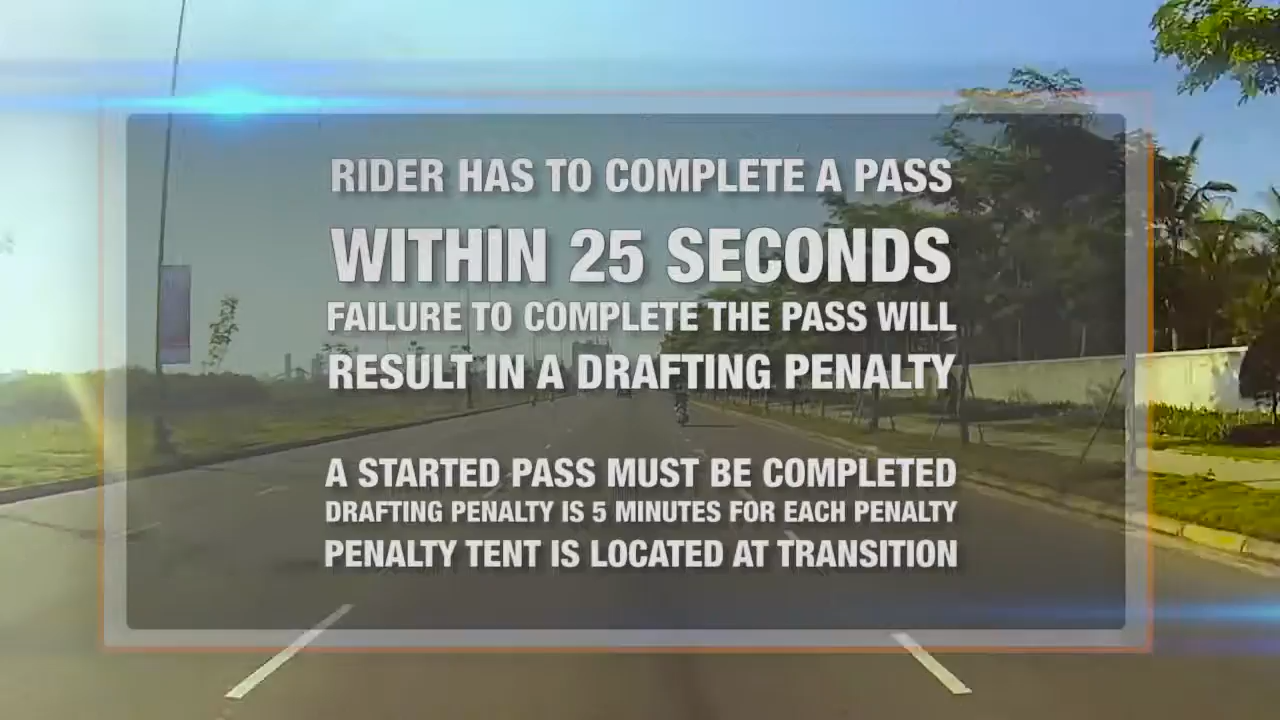 RIDER HAS TO COMPLETE A PASS
WITHIN 25 SECONDS
FAILURE TO COMPLETE THE PASS WILL
RESULT IN A DRAFTING PENALTY
A STARTED PASS MUST BE COMPLETED
DRAFTING PENALTY IS 5 MINUTES FOR EACH PENALTY
PENALTY TENT IS LOCATED AT TRANSITION